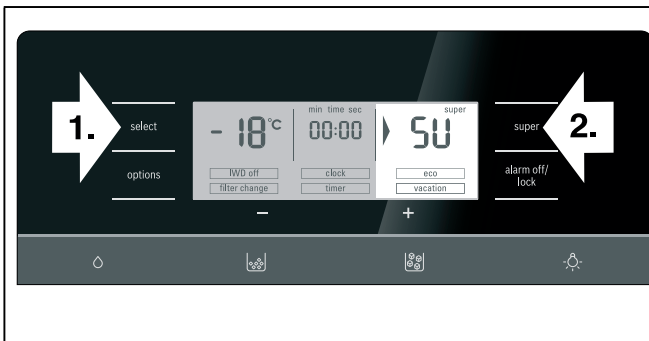 1.
select
options
- 18°C
IWD off
filter change
min time sec
00:00
clock
timer
super
SU
eco
vacation
super
2.
alarm off/
lock
−
+